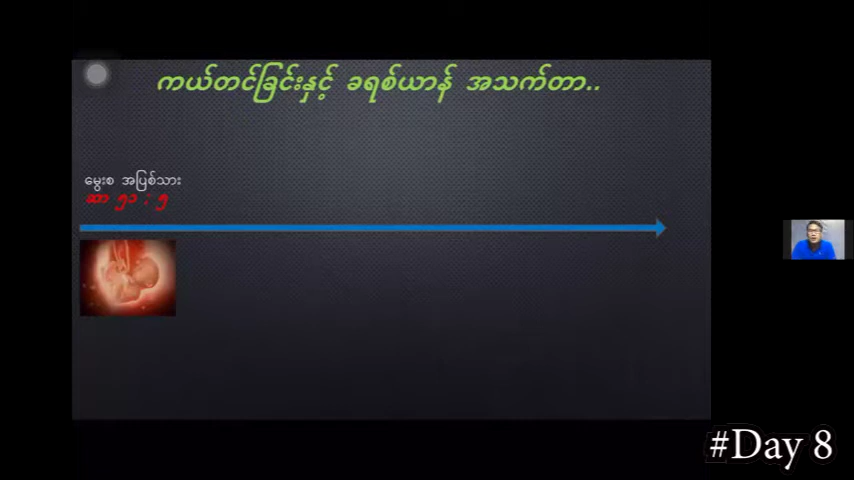 ကယ်တင်ခြင်းနှင့် ခရစ်ယာန် အသက်တာ..
မွေးစ အပြစ်သား
ဆာ ၅၁ : ၅
#Day 8